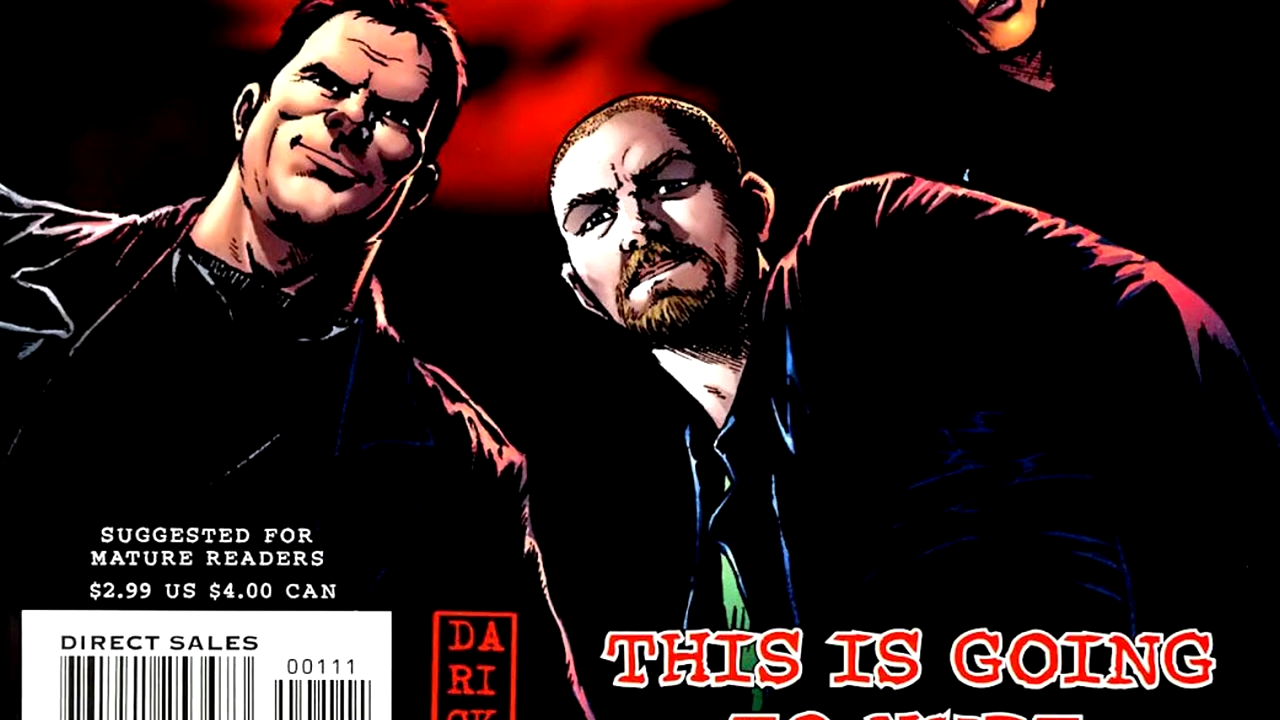 SUGGESTED FOR
MATURE READERS
$2.99 US $4.00 CAN
DIRECT SALES
00111
DA
RI
THIS IS GOING